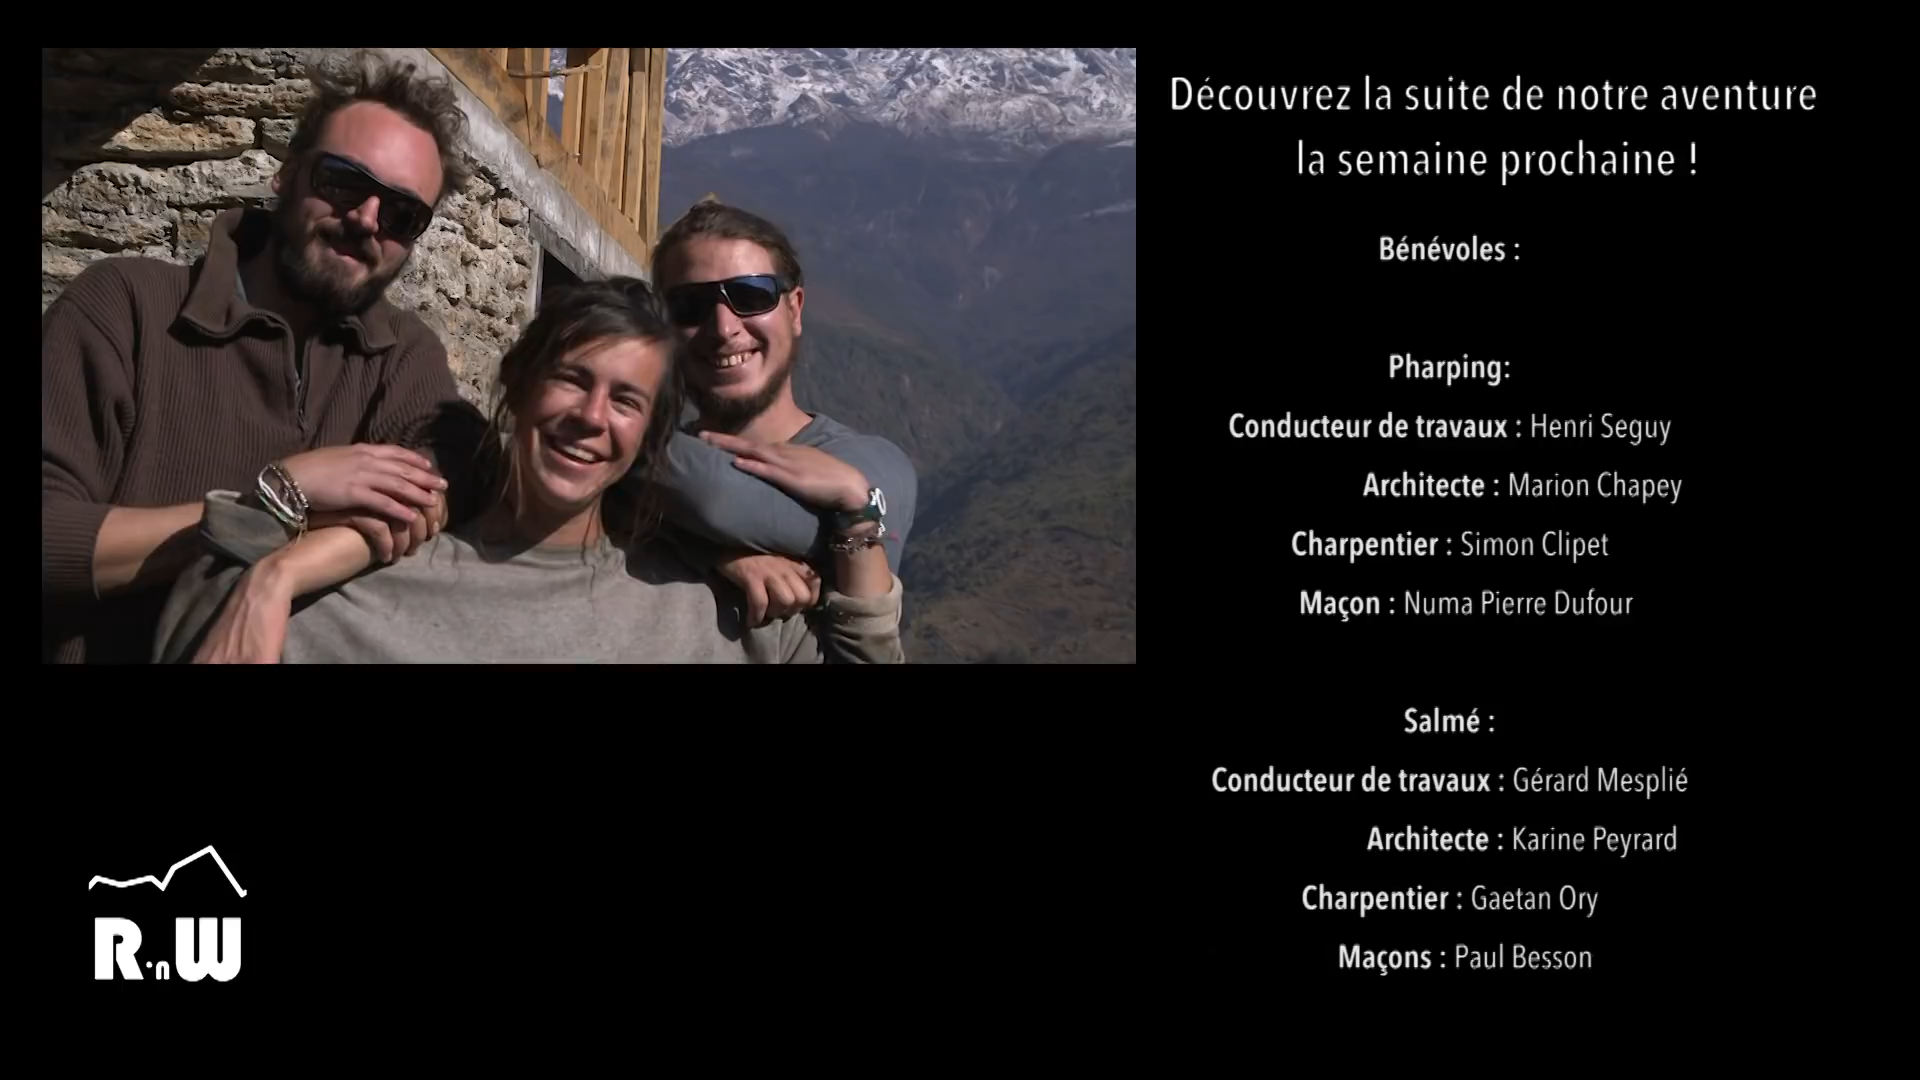 Découvrez la suite de notre aventure
la semaine prochaine !
Bénévoles :
Pharping:
Conducteur de travaux : Henri Seguy
Architecte : Marion Chapey
Charpentier : Simon Clipet
Maçon : Numa Pierre Dufour
Salmé :
Conducteur de travaux : Gérard Mesplié
Architecte : Karine Peyrard
Charpentier : Gaetan Ory
Maçons : Paul Besson
R·n W